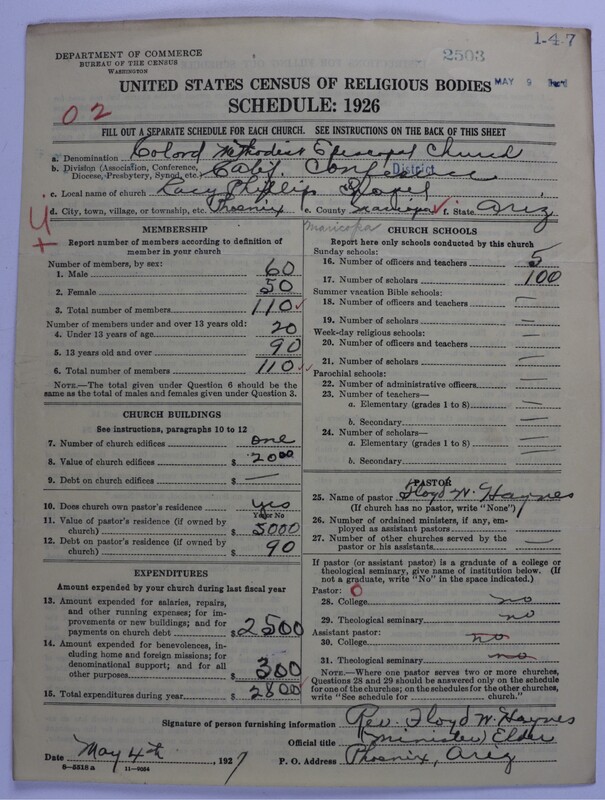 1-4-7
2503
DEPARTMENT OF COMMERCE
BUREAU OF THE CENSUS
WASHINGTON
MAY 9
UNITED STATES CENSUS OF RELIGIOUS BODIES
SCHEDULE: 1926
02
FILL OUT A SEPARATE SCHEDULE FOR EACH CHURCH. SEE INSTRUCTIONS ON THE BACK OF THIS SHEET
a. Denomination Colord Methodist Episcopal Church
b. Division (Association, Conference, Diocese, Presbytery, Synod, etc.) Calif. Conference District
c. Local name of church Lacy Phillips Chapel
d. City, town, village, or township, etc. Phoenix e. County f. State Ariz
Maricopa
4+
MEMBERSHIP
Report number of members according to definition of
member in your church
Number of members, by sex:
1. Male 60
2. Female 50
3. Total number of members 110
Number of members under and over 13 years old:
4. Under 13 years of age 20
5. 13 years old and over 90
6. Total number of members 110
NOTE.—The total given under Question 6 should be
same as the total of males and females given under Question 3.
CHURCH BUILDINGS
See instructions, paragraphs 10 to 12
7. Number of church edifices one
8. Value of church edifices $ 2000
9. Debt on church edifices $ —
10. Does church own pastor's residence? yes
Yes or No
11. Value of pastor's residence (if owned by
church) $ 5000
12. Debt on pastor's residence (if owned by
church) $ 90
EXPENDITURES
Amount expended by your church during last fiscal year
13. Amount expended for salaries, repairs,
and other running expenses; for im-
provements or new buildings; and for
payments on church debt $ 2500
14. Amount expended for benevolences, in-
cluding home and foreign missions; for
denominational support; and for all
other purposes $ 300
15. Total expenditures during year $ 2800
CHURCH SCHOOLS
Report here only schools conducted by this church
Sunday schools:
16. Number of officers and teachers 5
17. Number of scholars 100
Summer vacation Bible schools:
18. Number of officers and teachers —
19. Number of scholars —
Week-day religious schools:
20. Number of officers and teachers —
21. Number of scholars —
Parochial schools:
22. Number of administrative officers —
23. Number of teachers—
a. Elementary (grades 1 to 8) —
b. Secondary —
24. Number of scholars—
a. Elementary (grades 1 to 8) —
b. Secondary —
PASTOR
25. Name of pastor Floyd W. Haynes
(If church has no pastor, write "None")
26. Number of ordained ministers, if any, em-
ployed as assistant pastors —
27. Number of other churches served by the
pastor or his assistants —
If pastor (or assistant pastor) is a graduate of a college or
theological seminary, give name of institution below. (If
not a graduate, write "No" in the space indicated.)
Pastor: 0
28. College no
29. Theological seminary no
Assistant pastor:
30. College no
31. Theological seminary no
NOTE.—Where one pastor serves two or more churches,
Questions 28 and 29 should be answered only on the schedule
for one of the churches; on the schedules for the other churches,
write "See schedule for church."
Signature of person furnishing information Rev. Floyd W. Haynes
Official title (Minister) Elder
Date May 4th, 1927 P. O. Address Phoenix, Ariz
8-5318 a 11-9064